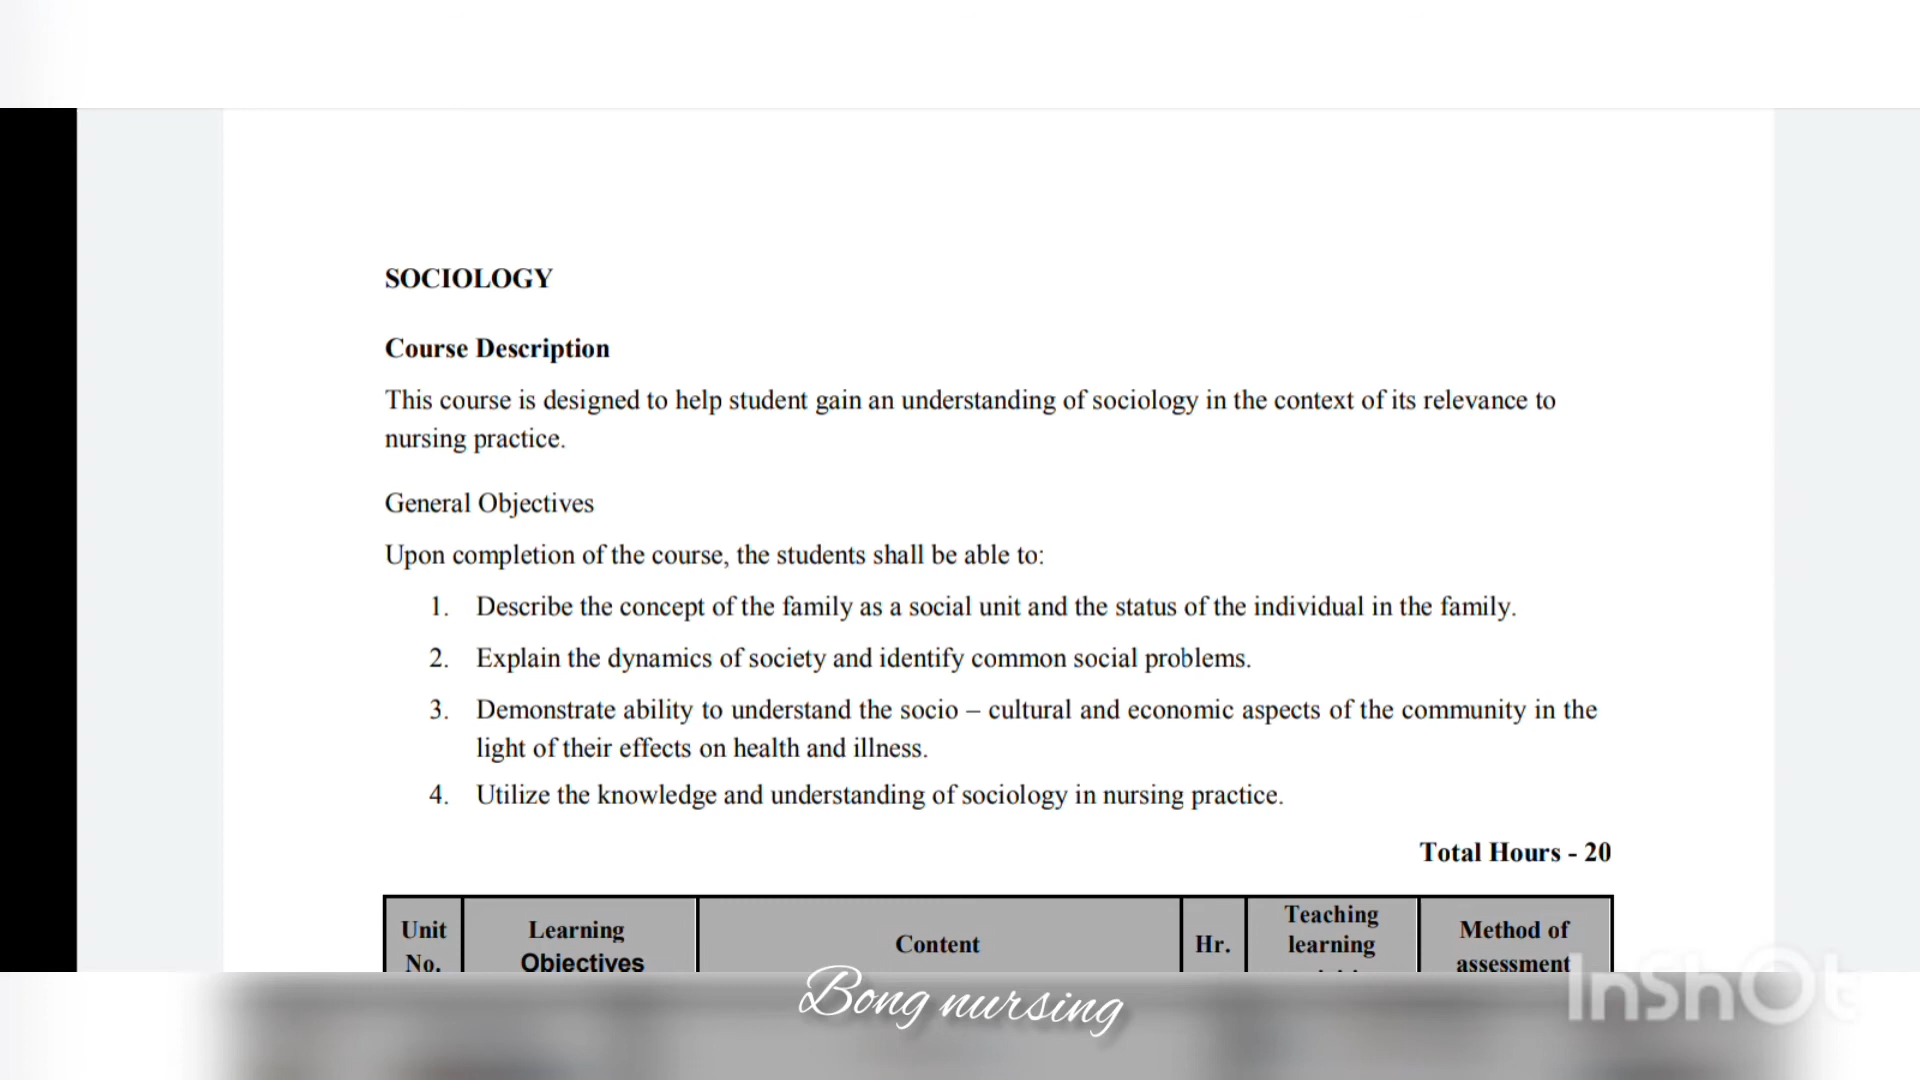 SOCIOLOGY
Course Description
This course is designed to help student gain an understanding of sociology in the context of its relevance to
nursing practice.
General Objectives
Upon completion of the course, the students shall be able to:
1. Describe the concept of the family as a social unit and the status of the individual in the family.
2. Explain the dynamics of society and identify common social problems.
3. Demonstrate ability to understand the socio – cultural and economic aspects of the community in the
light of their effects on health and illness.
4. Utilize the knowledge and understanding of sociology in nursing practice.
Total Hours - 20
Unit No.
Learning Objectives
Content
Hr.
Teaching learning
Method of assessment
Bong nursing
InShOt